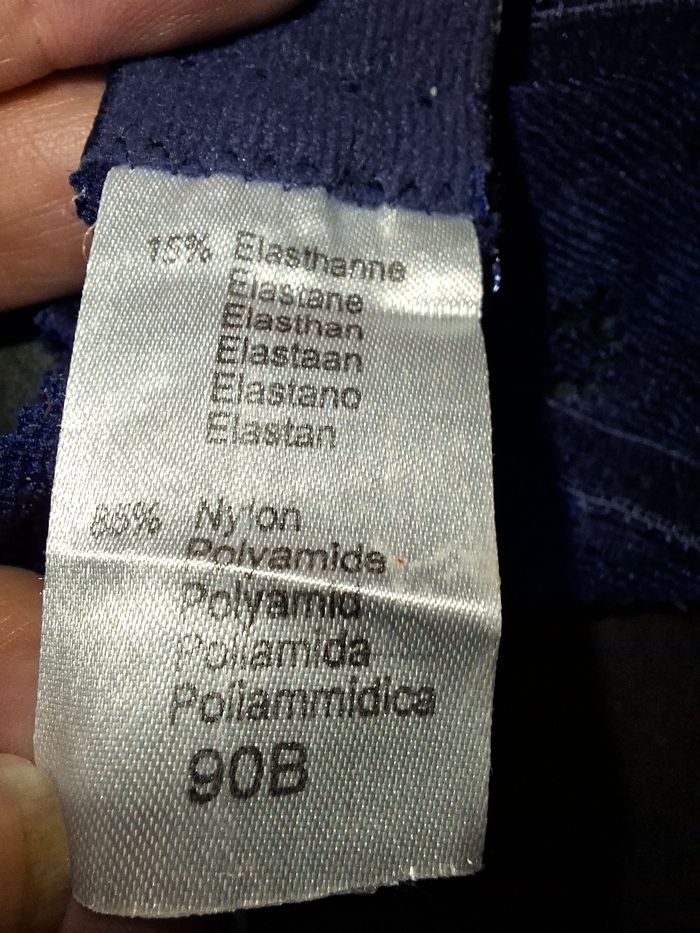 15% Elasthanne
Elastane
Elasthan
Elastaan
Elastano
Elastan
85% Nylon
Polyamide
Polyamid
Poliamida
Poliammidica
90B